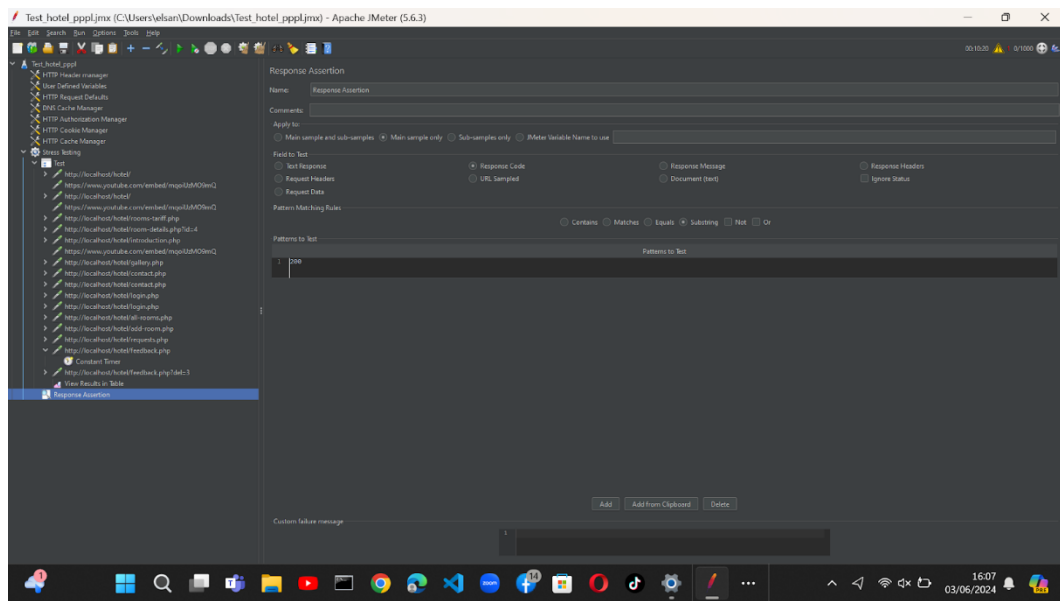 Test_hotel_pppl.jmx (C:\Users\elsan\Downloads\Test_hotel_pppl.jmx) - Apache JMeter (5.6.3)
File Edit Search Run Options Tools Help
00:10:20 0/1000
Test_hotel_pppl
HTTP Header manager
User Defined Variables
HTTP Request Defaults
DNS Cache Manager
HTTP Authorization Manager
HTTP Cookie Manager
HTTP Cache Manager
Stress Testing
Test
http://localhost/hotel/
https://www.youtube.com/embed/
http://localhost/hotel/
https://www.youtube.com/embed/
http://localhost/hotel/rooms-tariff.php
http://localhost/hotel/room-details.php?id=4
http://localhost/hotel/introduction.php
https://www.youtube.com/embed/
http://localhost/hotel/gallery.php
http://localhost/hotel/contact.php
http://localhost/hotel/contact.php
http://localhost/hotel/login.php
http://localhost/hotel/login.php
http://localhost/hotel/all-rooms.php
http://localhost/hotel/add-room.php
http://localhost/hotel/requests.php
http://localhost/hotel/feedback.php
Constant Timer
http://localhost/hotel/feedback.php?del=3
View Results in Table
Response Assertion
Response Assertion
Name: Response Assertion
Comments:
Apply to:
Main sample and sub-samples Main sample only Sub-samples only JMeter Variable Name to use
Field to Test
Text Response Response Code Response Message Response Headers
Request Headers URL Sampled Document (text) Ignore Status
Request Data
Pattern Matching Rules
Contains Matches Equals Substring Not Or
Patterns to Test
Patterns to Test
1 200
Add Add from Clipboard Delete
Custom failure message
1
zoom 14
16:07
03/06/2024
PRE